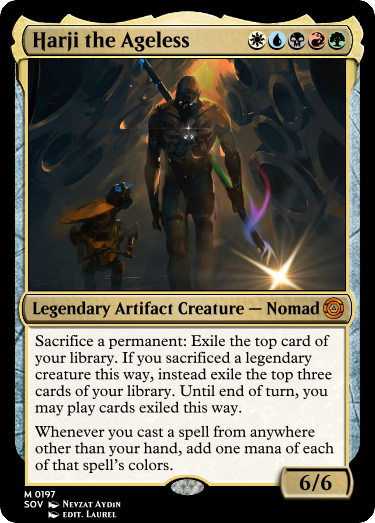 Harji the Ageless
Legendary Artifact Creature — Nomad
Sacrifice a permanent: Exile the top card of
your library. If you sacrificed a legendary
creature this way, instead exile the top three
cards of your library. Until end of turn, you
may play cards exiled this way.
Whenever you cast a spell from anywhere
other than your hand, add one mana of each
of that spell's colors.
6/6
M 0197
SOV Nevzat Aydin
edit. Laurel